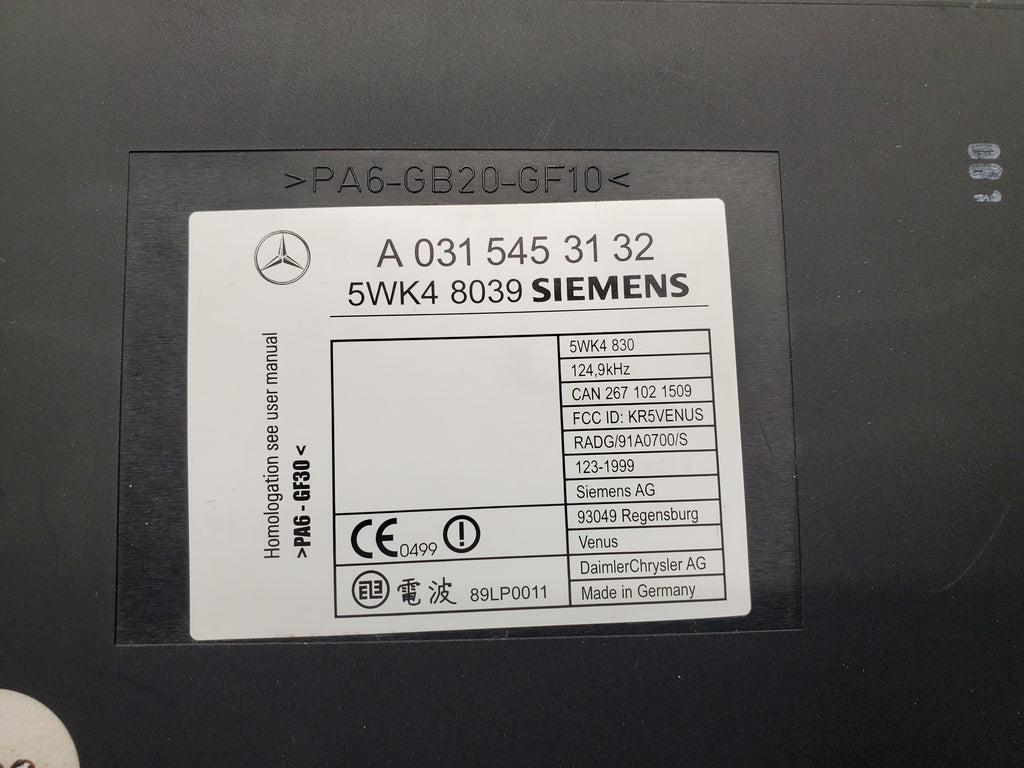 >PA6-GB20-GF10<
A 031 545 31 32
5WK4 8039 SIEMENS
Homologation see user manual
>PA6 - GF30 <
5WK4 830
124,9kHz
CAN 267 102 1509
FCC ID: KR5VENUS
RADG/91A0700/S
123-1999
Siemens AG
93049 Regensburg
Venus
DaimlerChrysler AG
Made in Germany
CE 0499
電波 89LP0011